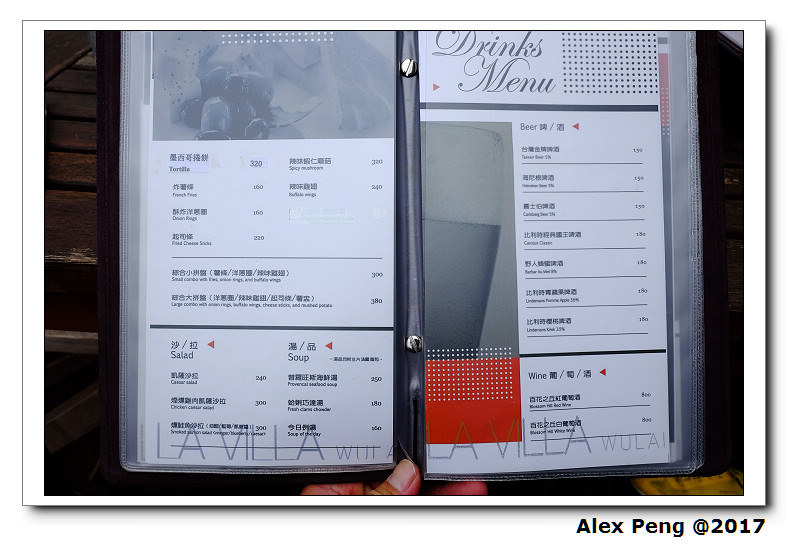 墨西哥捲餅 320
Tortilla
炸薯條 160
French Fries
酥炸洋蔥圈 160
Onion Rings
起司條 220
Fried Cheese Sticks
辣味蝦仁蘑菇 320
Spicy mushroom
辣味雞翅 240
Buffalo wings
綜合小拼盤（薯條/洋蔥圈/辣味雞翅） 300
Small combo with fries, onion rings, and buffalo wings
綜合大拼盤（洋蔥圈/辣味雞翅/起司條/薯盅） 380
Large combo with onion rings, buffalo wings, cheese sticks, and mushed potato
沙/拉
Salad
凱薩沙拉 240
Caesar salad
煙燻雞肉凱薩沙拉 300
Chicken caesar salad
燻鮭魚沙拉 300
Smoked salmon salad
湯/品
Soup
普羅旺斯海鮮湯 250
Provencal seafood soup
蛤蜊巧達湯 180
Fresh clams chowder
今日例湯 160
Soup of the day
LA VILLA WULAI
Drinks
Menu
Beer 啤/酒
台灣金牌啤酒 150
Taiwan Beer 5%
海尼根啤酒 150
Heineken Beer 5%
嘉士伯啤酒 150
Carlsberg Beer 5%
比利時經典國王啤酒 180
Classic
野人蜂蜜啤酒 180
8%
比利時青蘋果啤酒 180
Lindemans Pomme Apple 35%
比利時櫻桃啤酒 180
Lindemans Kriek 35%
Wine 葡/萄/酒
百花之丘紅葡萄酒 800
Blossom Hill Red Wine
百花之丘白葡萄酒 800
Blossom Hill White Wine
LA VILLA WULAI
Alex Peng @2017